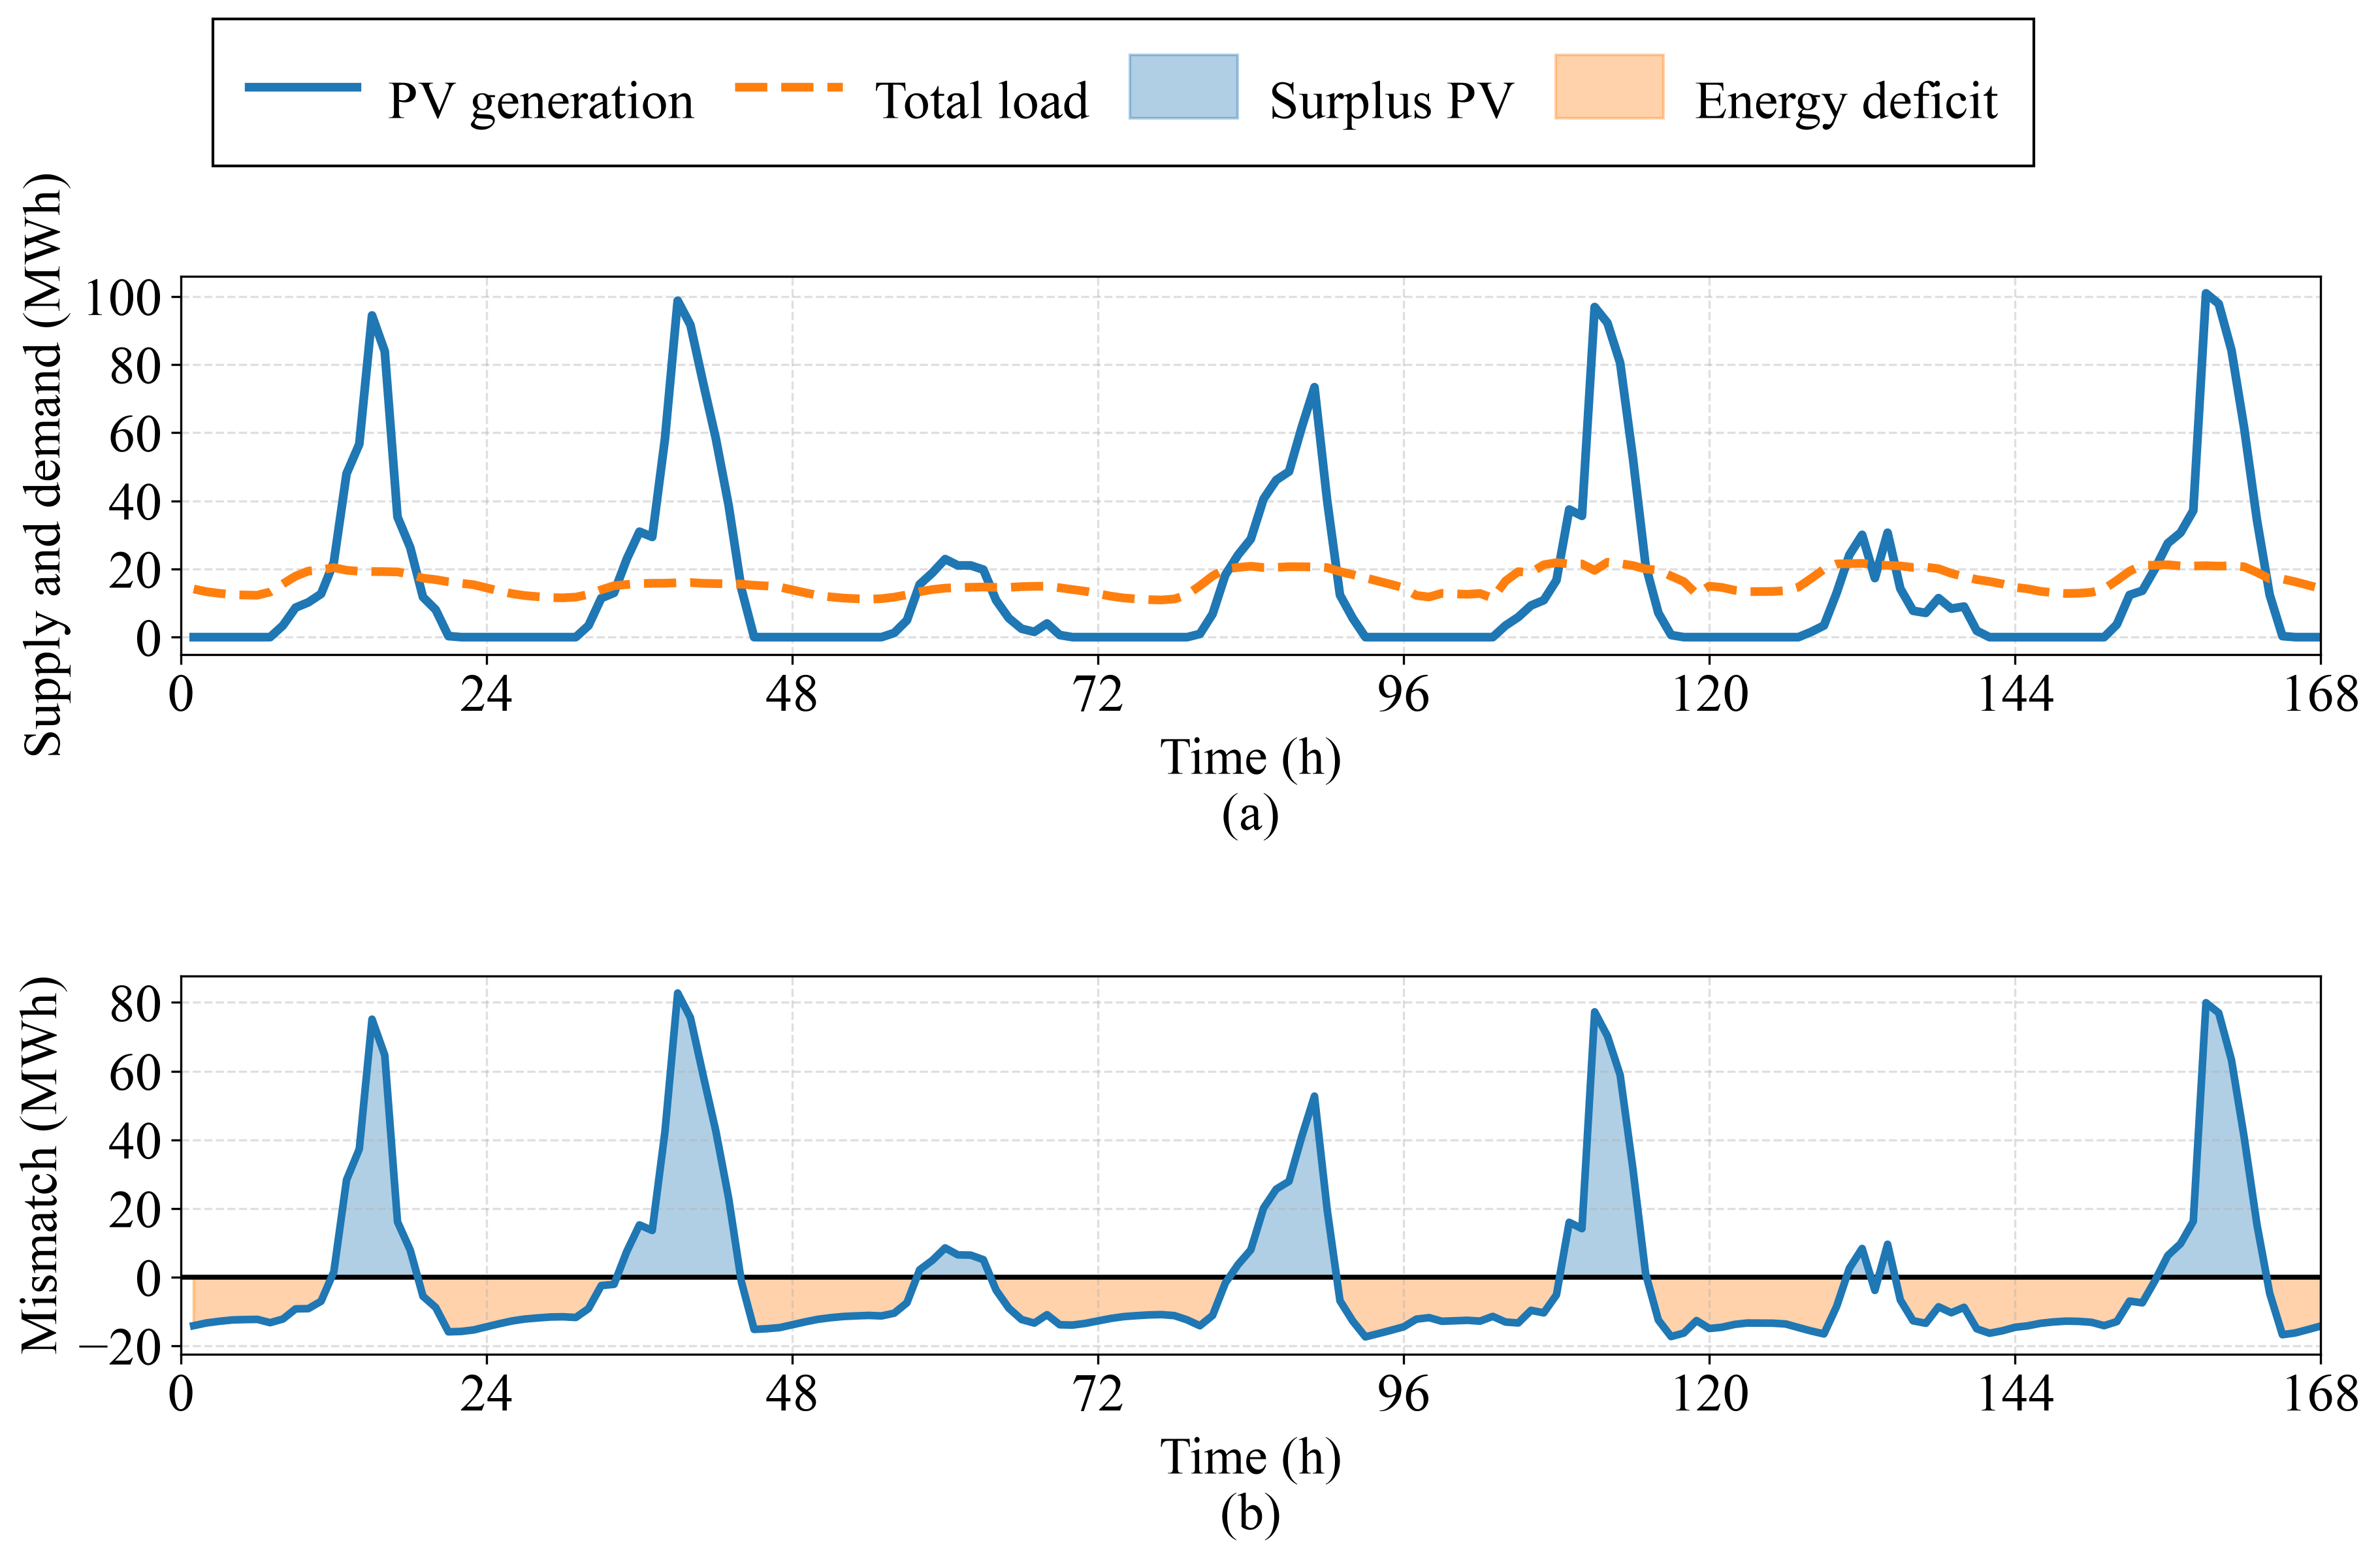 PV generation Total load Surplus PV Energy deficit
Supply and demand (MWh)
100
80
60
40
20
0
0 24 48 72 96 120 144 168
Time (h)
(a)
Mismatch (MWh)
80
60
40
20
0
−20
0 24 48 72 96 120 144 168
Time (h)
(b)